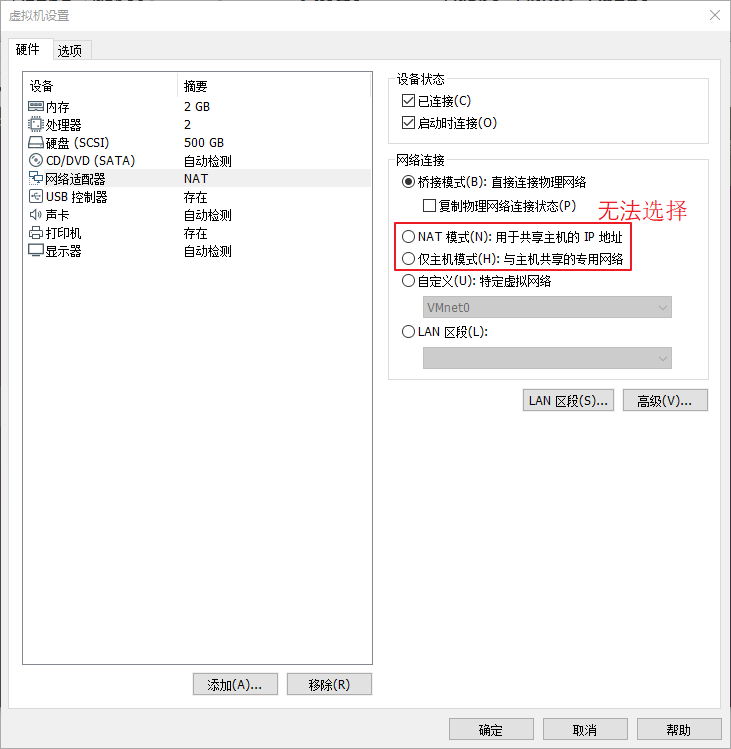 虚拟机设置
硬件 选项
设备 摘要
内存 2 GB
处理器 2
硬盘 (SCSI) 500 GB
CD/DVD (SATA) 自动检测
网络适配器 NAT
USB 控制器 存在
声卡 自动检测
打印机 存在
显示器 自动检测
添加(A)... 移除(R)
设备状态
已连接(C)
启动时连接(O)
网络连接
桥接模式(B): 直接连接物理网络
复制物理网络连接状态(P)
无法选择
NAT 模式(N): 用于共享主机的 IP 地址
仅主机模式(H): 与主机共享的专用网络
自定义(U): 特定虚拟网络
VMnet0
LAN 区段(L):
LAN 区段(S)... 高级(V)...
确定 取消 帮助